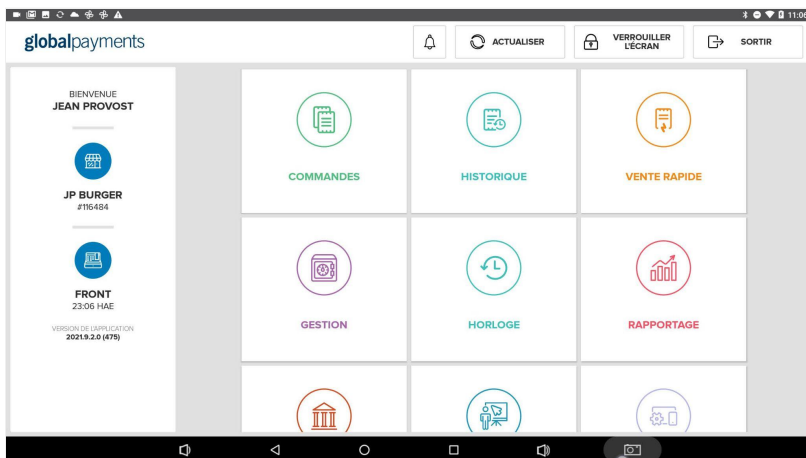 11:06
globalpayments
ACTUALISER
VERROUILLER
L'ÉCRAN
SORTIR
BIENVENUE
JEAN PROVOST
JP BURGER
#116484
FRONT
23:06 HAE
VERSION DE L'APPLICATION
2021.9.2.0 (475)
COMMANDES
HISTORIQUE
VENTE RAPIDE
GESTION
HORLOGE
RAPPORTAGE